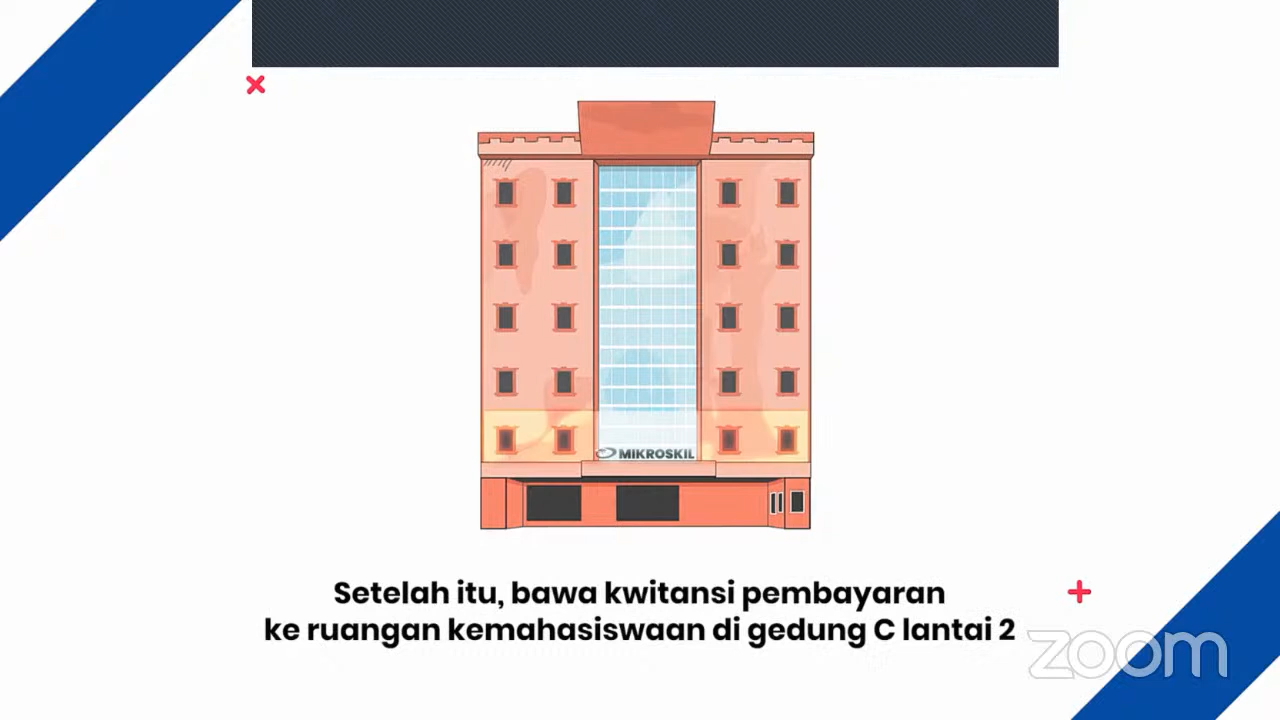 MIKROSKIL
Setelah itu, bawa kwitansi pembayaran
ke ruangan kemahasiswaan di gedung C lantai 2
zoom